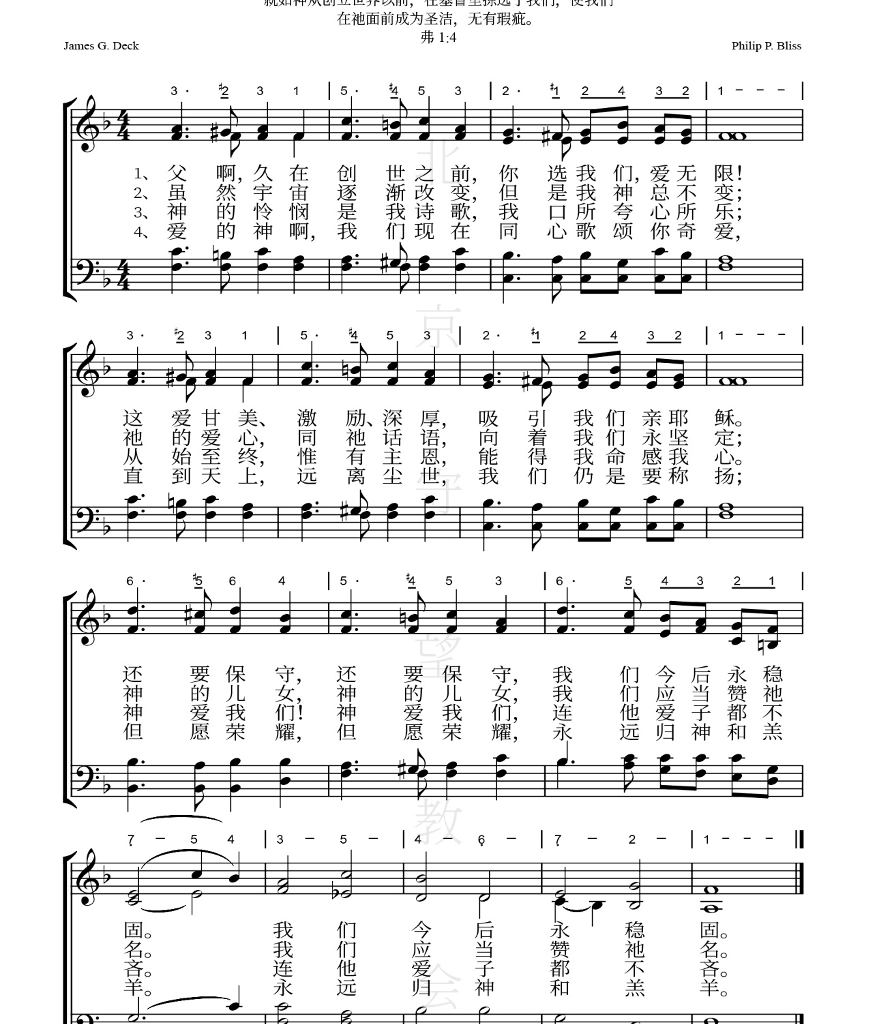 就如神从创立世界以前，在基督里拣选了我们，使我们
在祂面前成为圣洁，无有瑕疵。
弗 1:4
James G. Deck
Philip P. Bliss
3 · #2 3 1 | 5 · #4 5 3 | 2 · #1 2 4 3 2 | 1 – – – |
1、父 啊，久 在 创 世 之 前，你 选 我 们，爱 无 限！
2、虽 然 宇 宙 逐 渐 改 变，但 是 我 神 总 不 变；
3、神 的 怜 悯 是 我 诗 歌，我 口 所 夸 心 所 乐；
4、爱 的 神 啊，我 们 现 在 同 心 歌 颂 你 奇 爱，
3 · #2 3 1 | 5 · #4 5 3 | 2 · #1 2 4 3 2 | 1 – – – |
这 爱 甘 美、激 励、深 厚，吸 引 我 们 亲 耶 稣。
祂 的 爱 心，同 祂 话 语，向 着 我 们 永 坚 定；
从 始 至 终，惟 有 主 恩，能 得 我 命 感 我 心。
直 到 天 上，远 离 尘 世，我 们 仍 是 要 称 扬；
6 · #5 6 4 | 5 · #4 5 3 | 6 · 5 4 3 2 1 |
还 要 保 守，还 要 保 守，我 们 今 后 永 稳
神 的 儿 女，神 的 儿 女，我 们 应 当 赞 祂
神 爱 我 们！神 爱 我 们，连 他 爱 子 都 不
但 愿 荣 耀，但 愿 荣 耀，永 远 归 神 和 羔
7 – 5 4 | 3 – 5 – | 4 – 6 – | 7 – 2 – | 1 – – –
固。 我 们 今 后 永 稳 固。
名。 我 们 应 当 赞 祂 名。
吝。 连 他 爱 子 都 不 吝。
羊。 永 远 归 神 和 羔 羊。
北
京
守
望
教
会